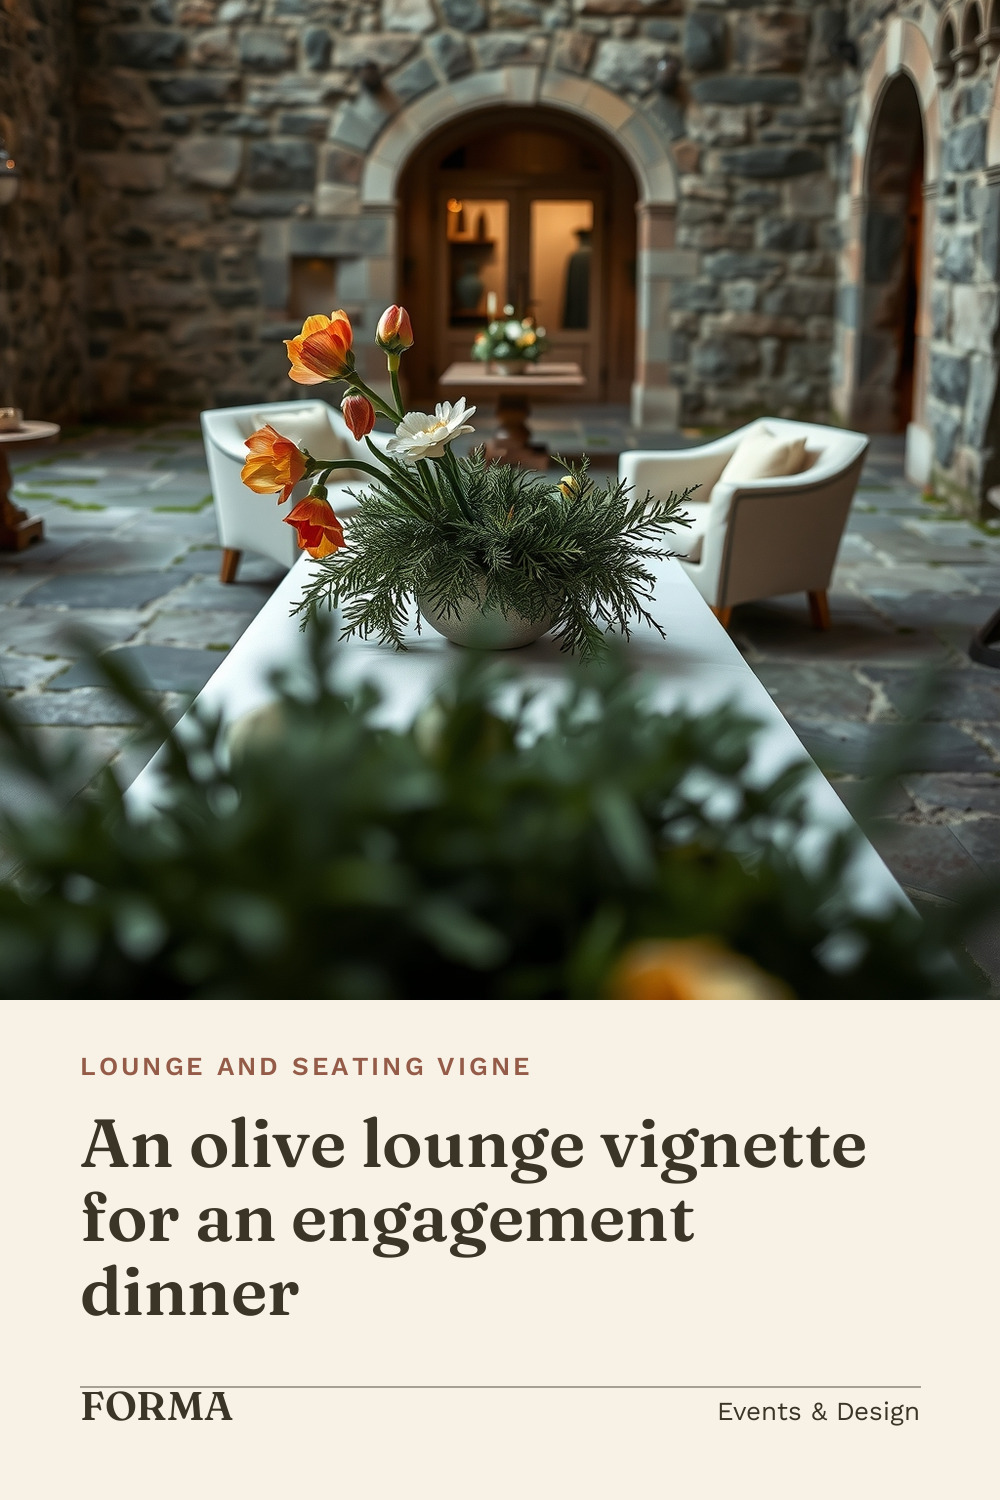 LOUNGE AND SEATING VIGNE
An olive lounge vignette
for an engagement
dinner
FORMA
Events & Design